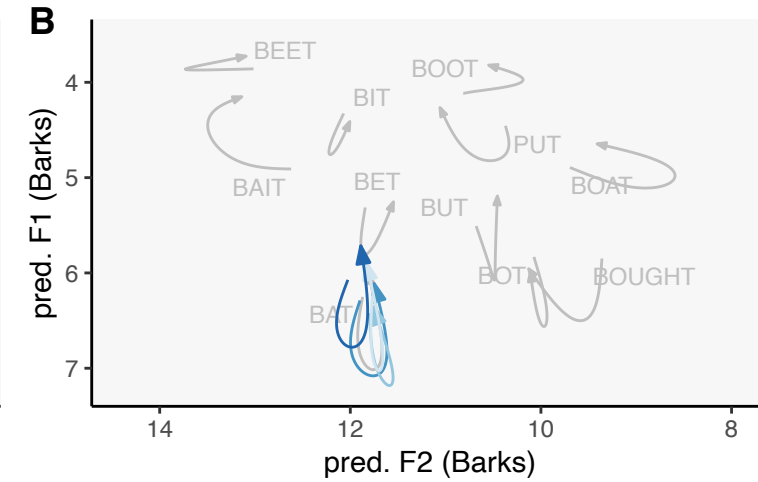 B
BEET
BOOT
BIT
PUT
BAIT
BET
BOAT
BUT
BOT
BOUGHT
BAT
4
5
6
7
14
12
10
8
pred. F1 (Barks)
pred. F2 (Barks)